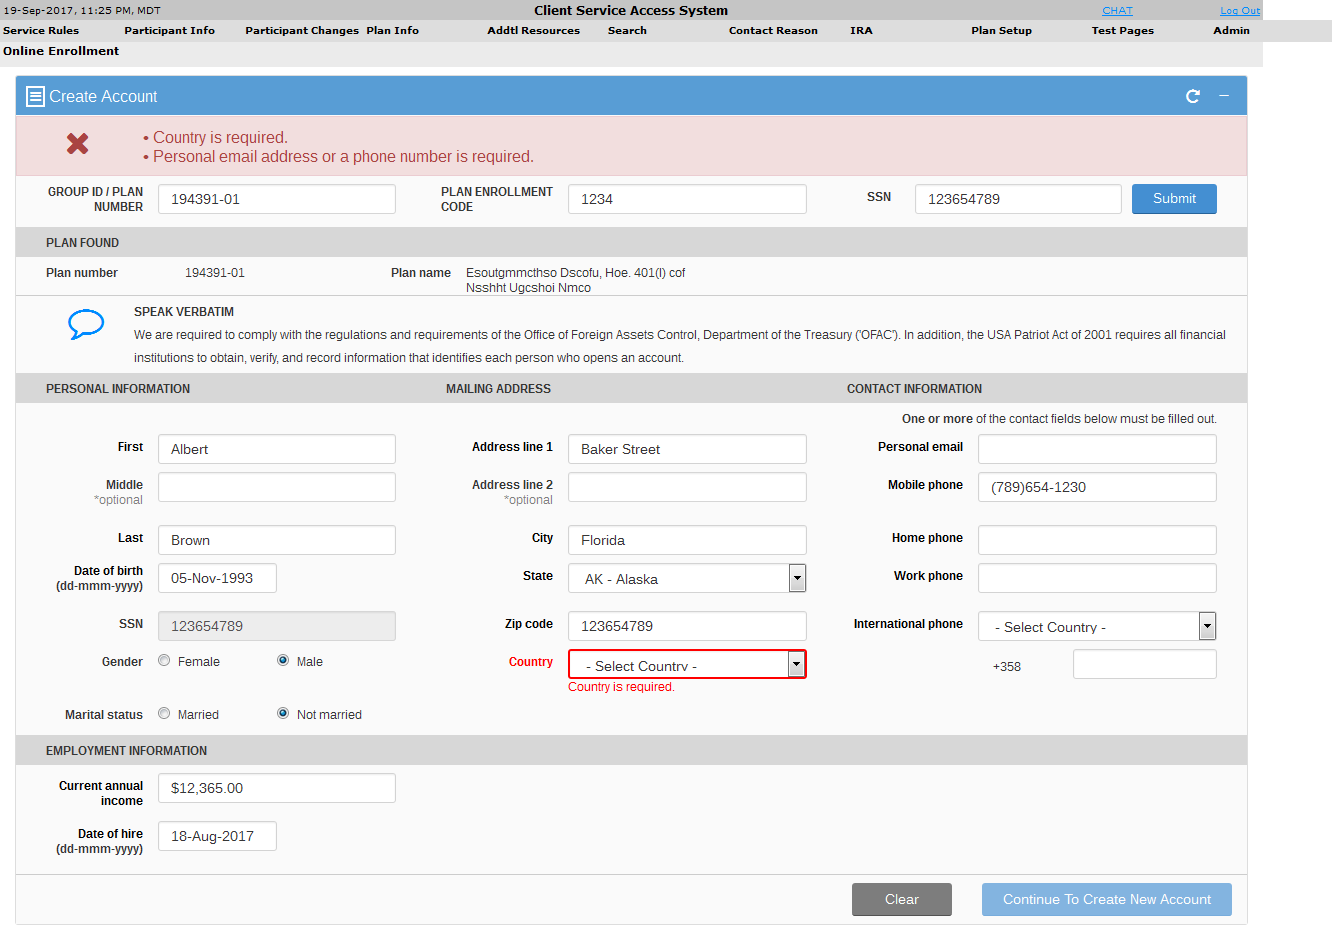 19-Sep-2017, 11:25 PM, MDT Client Service Access System CHAT Log Out
Service Rules Participant Info Participant Changes Plan Info Addtl Resources Search Contact Reason IRA Plan Setup Test Pages Admin
Online Enrollment
Create Account
• Country is required.
• Personal email address or a phone number is required.
GROUP ID / PLAN NUMBER 194391-01 PLAN ENROLLMENT CODE 1234 SSN 123654789 Submit
PLAN FOUND
Plan number 194391-01 Plan name Esoutgmmcthso Dscofu, Hoe. 401(l) cof
Nsshht Ugcshoi Nmco
SPEAK VERBATIM
We are required to comply with the regulations and requirements of the Office of Foreign Assets Control, Department of the Treasury ('OFAC'). In addition, the USA Patriot Act of 2001 requires all financial
institutions to obtain, verify, and record information that identifies each person who opens an account.
PERSONAL INFORMATION MAILING ADDRESS CONTACT INFORMATION
One or more of the contact fields below must be filled out.
First Albert Address line 1 Baker Street Personal email
Middle Address line 2 Mobile phone (789)654-1230
*optional *optional
Last Brown City Florida Home phone
Date of birth 05-Nov-1993 State AK - Alaska Work phone
(dd-mmm-yyyy)
SSN 123654789 Zip code 123654789 International phone - Select Country -
Gender Female Male Country - Select Country - +358
Country is required.
Marital status Married Not married
EMPLOYMENT INFORMATION
Current annual income $12,365.00
Date of hire 18-Aug-2017
(dd-mmm-yyyy)
Clear Continue To Create New Account